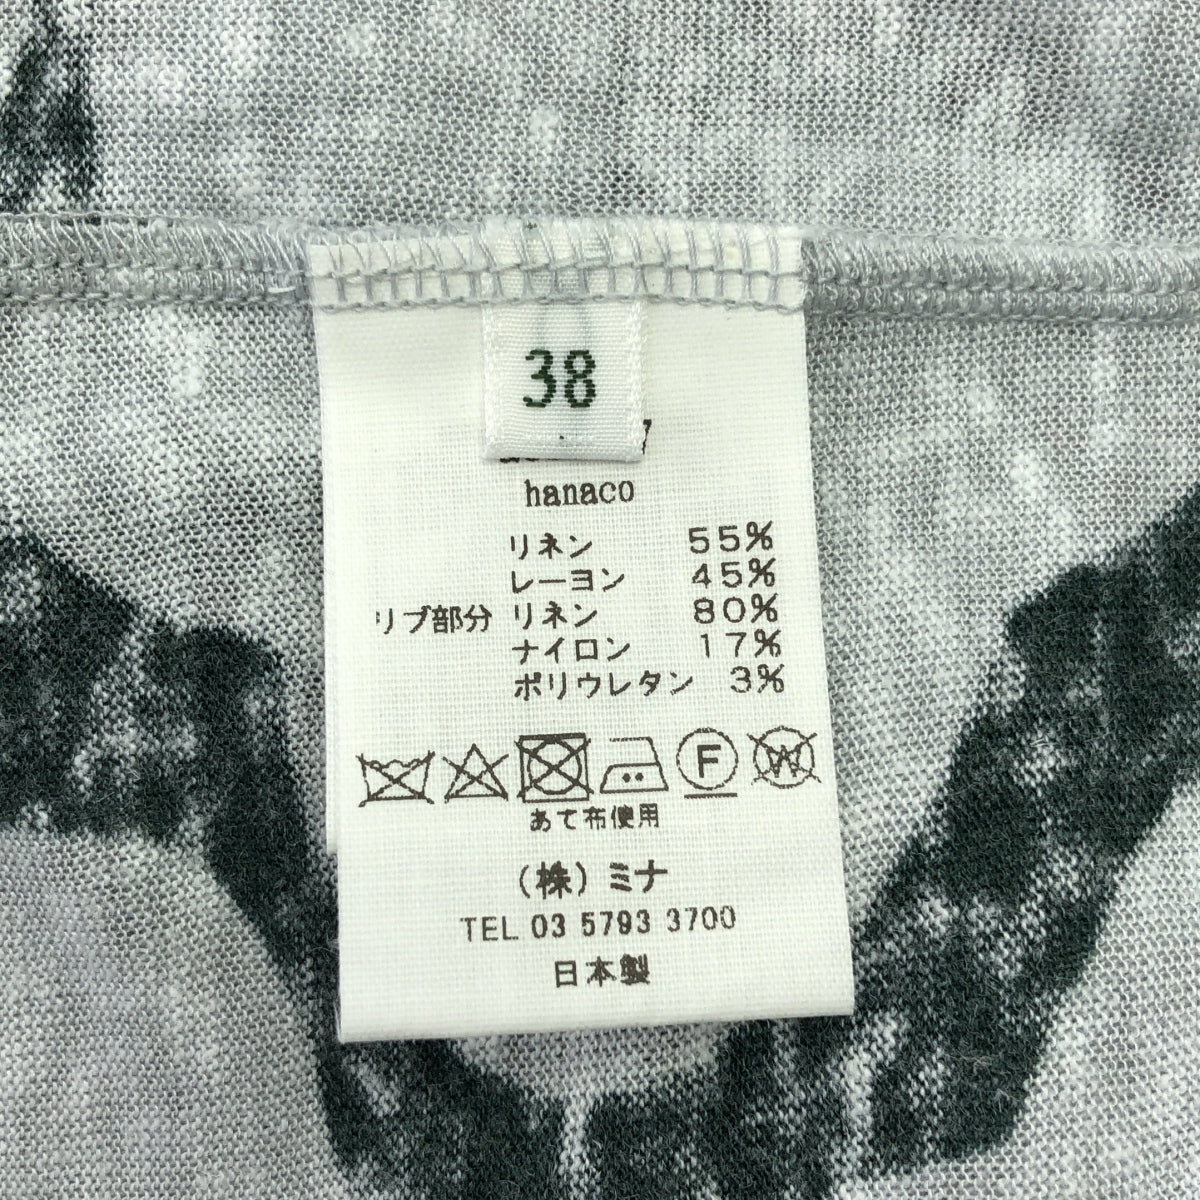 38
hanaco
リネン 55%
レーヨン 45%
リブ部分 リネン 80%
ナイロン 17%
ポリウレタン 3%
F W
あて布使用
(株)ミナ
TEL 03 5793 3700
日本製